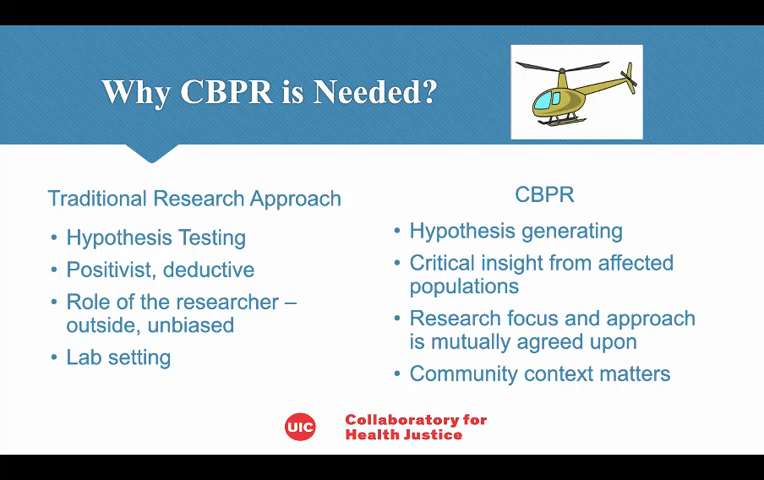 Why CBPR is Needed?
Traditional Research Approach
• Hypothesis Testing
• Positivist, deductive
• Role of the researcher –
outside, unbiased
• Lab setting
CBPR
• Hypothesis generating
• Critical insight from affected
populations
• Research focus and approach
is mutually agreed upon
• Community context matters
UIC
Collaboratory for
Health Justice